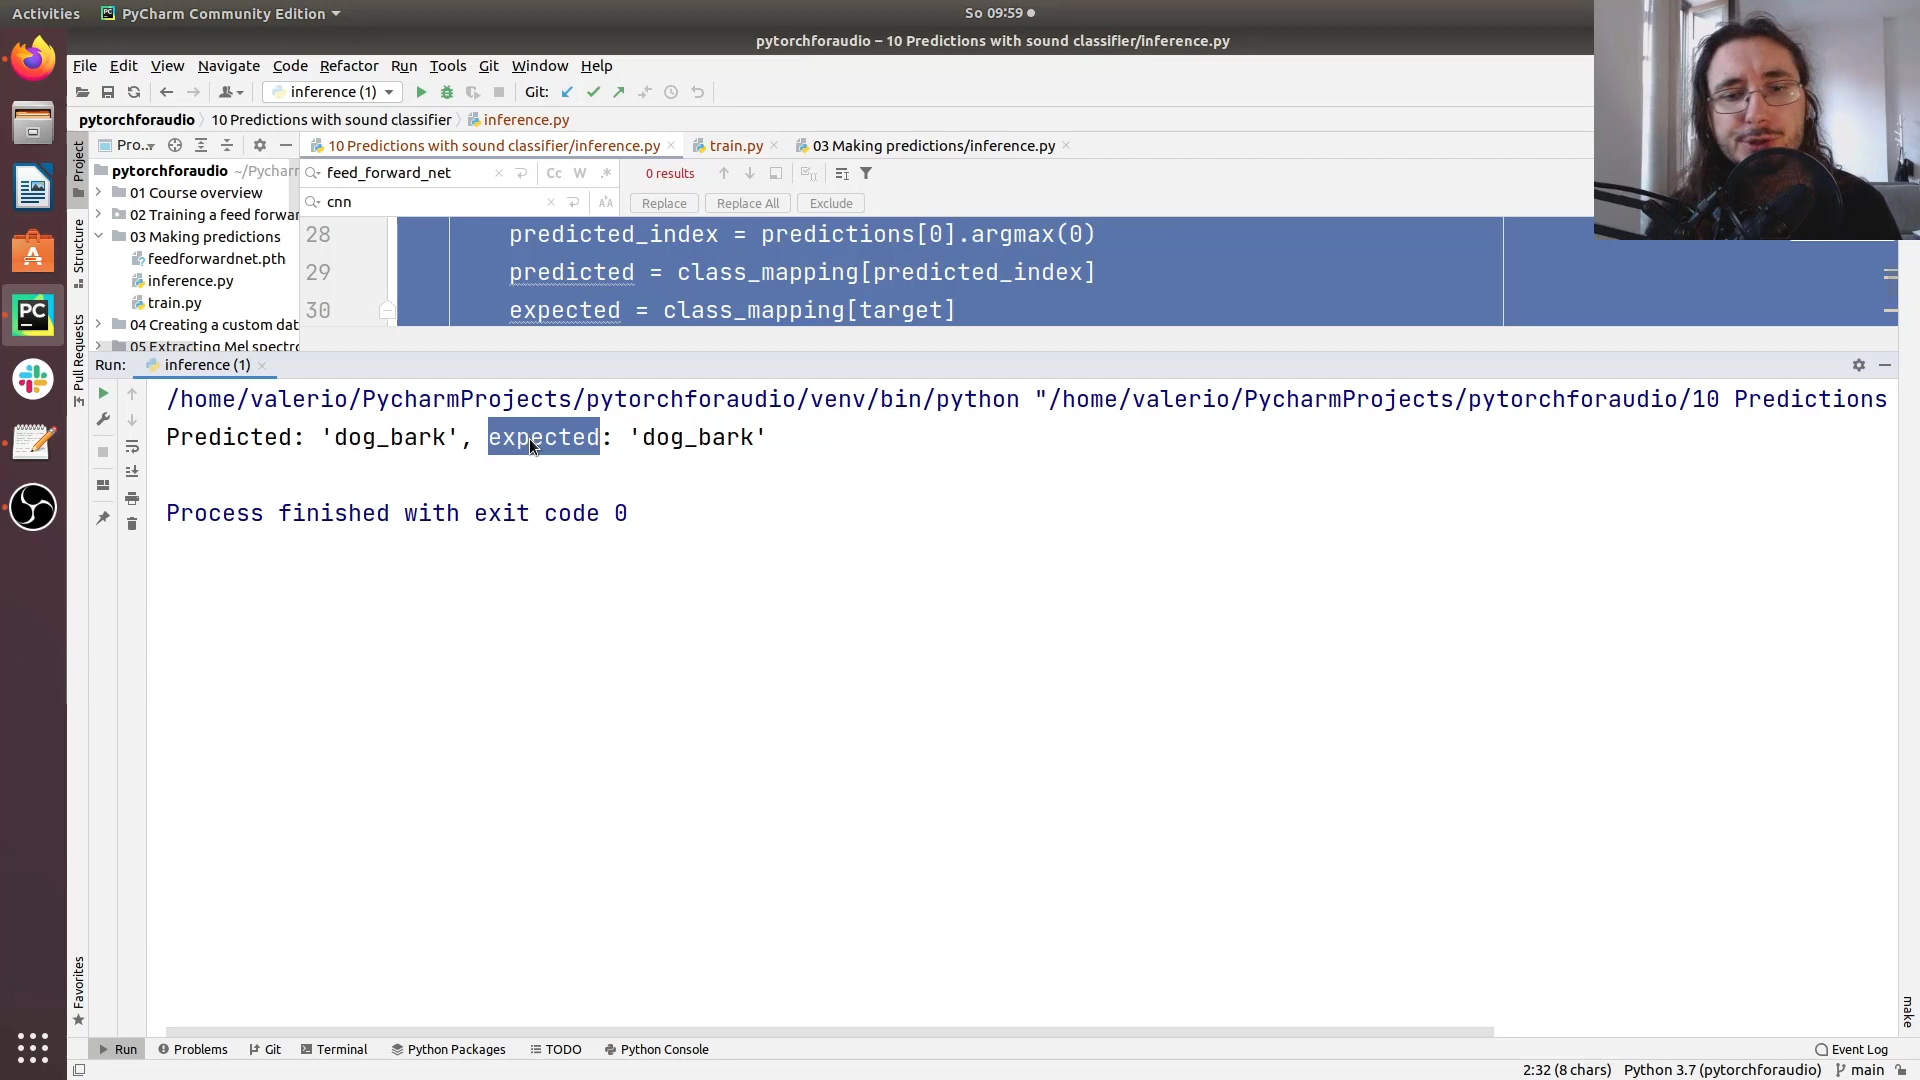 Activities PyCharm Community Edition So 09:59
pytorchforaudio – 10 Predictions with sound classifier/inference.py
File Edit View Navigate Code Refactor Run Tools Git Window Help
inference (1) Git:
pytorchforaudio 10 Predictions with sound classifier inference.py
Project Pro... 10 Predictions with sound classifier/inference.py train.py 03 Making predictions/inference.py
pytorchforaudio ~/Pycharm
01 Course overview
02 Training a feed forwar
03 Making predictions
feedforwardnet.pth
inference.py
train.py
04 Creating a custom dat
05 Extracting Mel spectro
feed_forward_net Cc W .* 0 results
cnn Replace Replace All Exclude
28 predicted_index = predictions[0].argmax(0)
29 predicted = class_mapping[predicted_index]
30 expected = class_mapping[target]
Structure
Pull Requests
Run: inference (1)
/home/valerio/PycharmProjects/pytorchforaudio/venv/bin/python "/home/valerio/PycharmProjects/pytorchforaudio/10 Predictions
Predicted: 'dog_bark', expected: 'dog_bark'
Process finished with exit code 0
Favorites
make
Run Problems Git Terminal Python Packages TODO Python Console Event Log
2:32 (8 chars) Python 3.7 (pytorchforaudio) main